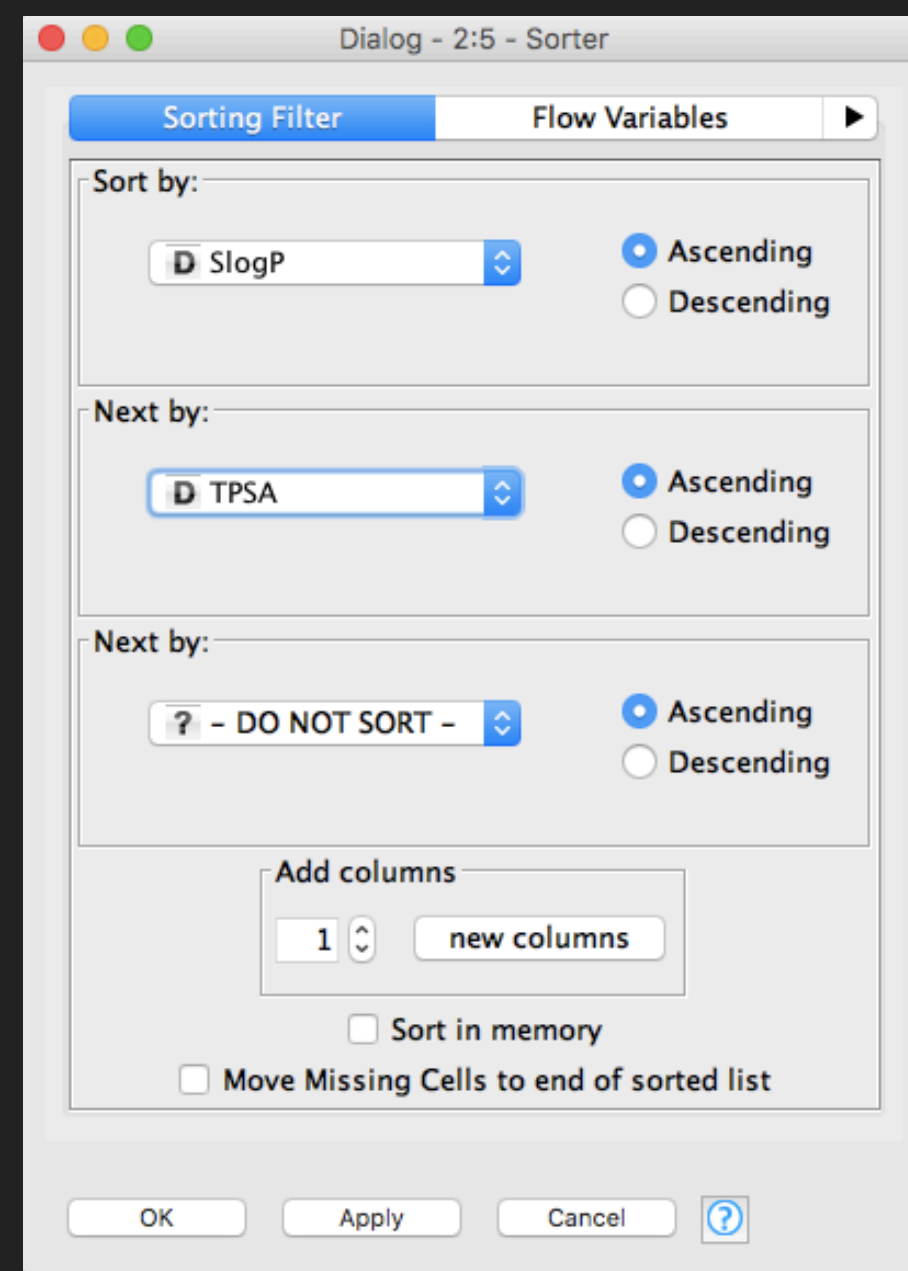 Dialog - 2:5 - Sorter
Sorting Filter Flow Variables
Sort by:
D SlogP
Ascending
Descending
Next by:
D TPSA
Ascending
Descending
Next by:
? - DO NOT SORT -
Ascending
Descending
Add columns
1 new columns
Sort in memory
Move Missing Cells to end of sorted list
OK Apply Cancel ?